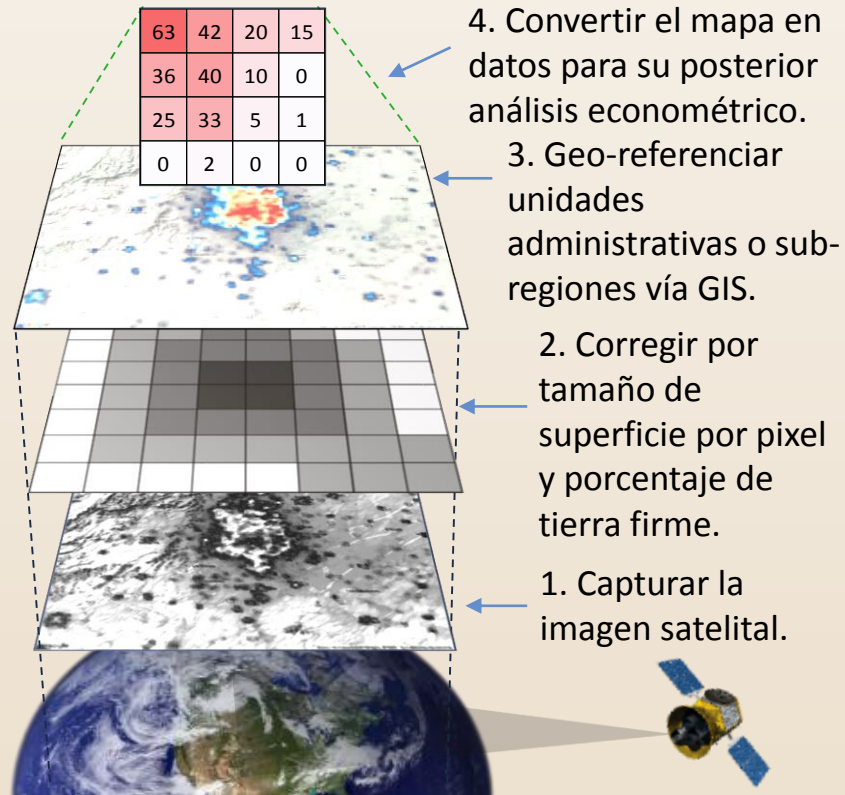 63 42 20 15
36 40 10 0
25 33 5 1
0 2 0 0
4. Convertir el mapa en
datos para su posterior
análisis econométrico.
3. Geo-referenciar
unidades
administrativas o sub-
regiones vía GIS.
2. Corregir por
tamaño de
superficie por pixel
y porcentaje de
tierra firme.
1. Capturar la
imagen satelital.